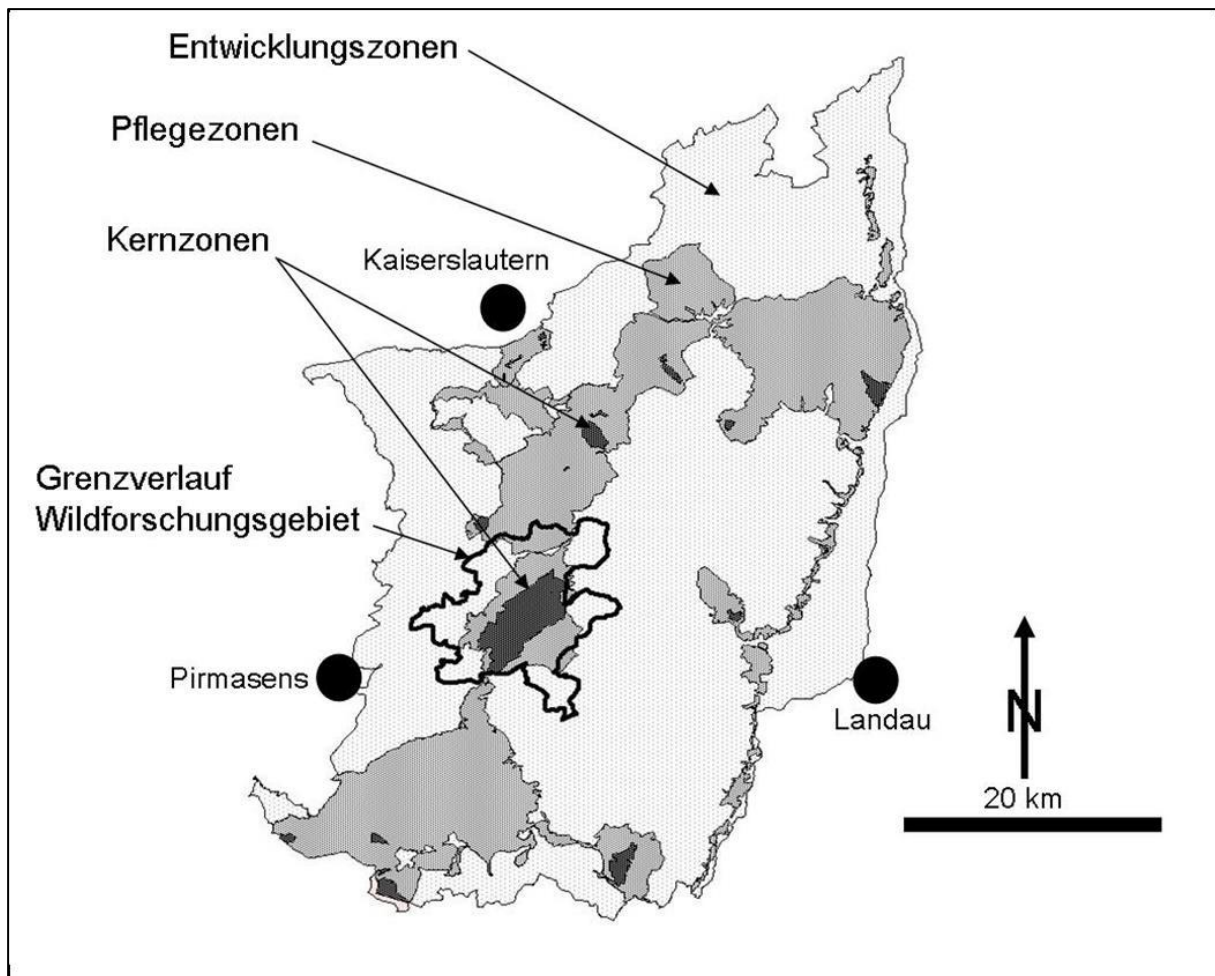 Entwicklungszonen
Pflegezonen
Kernzonen
Kaiserslautern
Grenzverlauf
Wildforschungsgebiet
Pirmasens
Landau
N
20 km